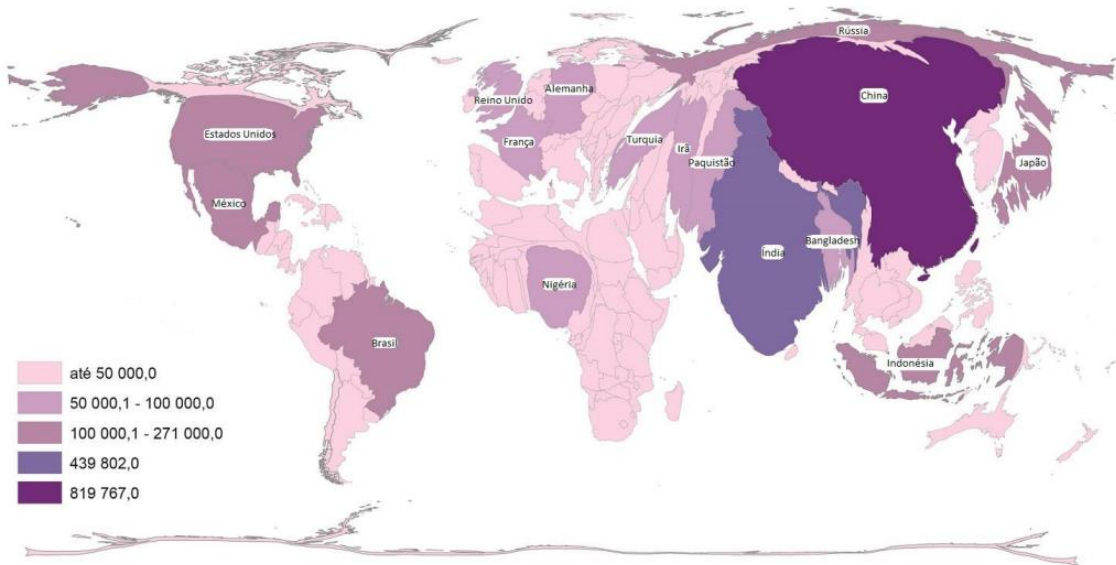 Rússia
Reino Unido
Alemanha
China
Estados Unidos
França
Turquia
Irã
Paquistão
Japão
México
Bangladesh
Índia
Nigéria
Brasil
Indonésia
até 50 000,0
50 000,1 - 100 000,0
100 000,1 - 271 000,0
439 802,0
819 767,0